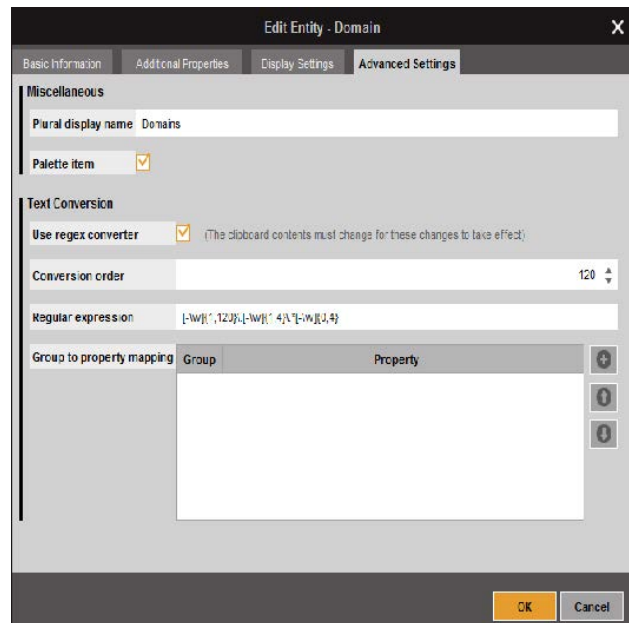 Edit Entity - Domain X
Basic Information Additional Properties Display Settings Advanced Settings
Miscellaneous
Plural display name Domains
Palette item
Text Conversion
Use regex converter (The clipboard contents must change for these changes to take effect)
Conversion order 120
Regular expression
Group to property mapping Group Property
OK Cancel